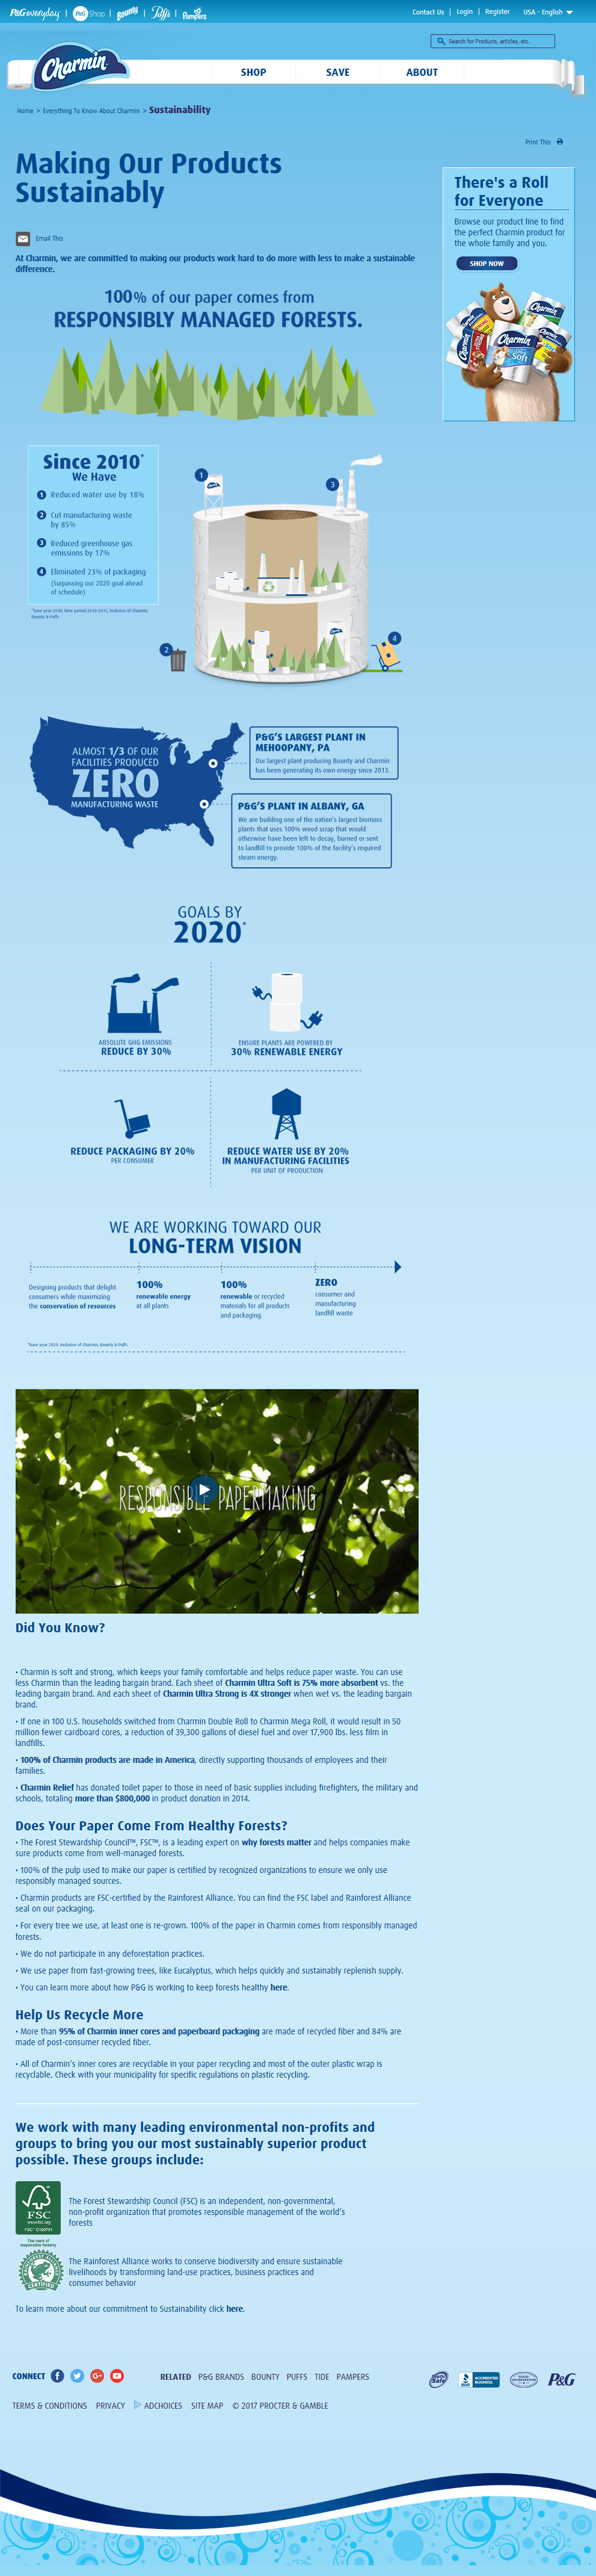 P&G everyday | P&G Shop | Bounty | Puffs | Pampers
Contact Us | Login | Register USA - English
Search for Products, articles, etc.
Charmin
SHOP SAVE ABOUT
Home > Everything To Know About Charmin > Sustainability
Print This
Making Our Products
Sustainably
Email This
At Charmin, we are committed to making our products work hard to do more with less to make a sustainable
difference.
There's a Roll
for Everyone
Browse our product line to find
the perfect Charmin product for
the whole family and you.
SHOP NOW
100% of our paper comes from
RESPONSIBLY MANAGED FORESTS.
Since 2010*
We Have
1 Reduced water use by 18%
2 Cut manufacturing waste
by 85%
3 Reduced greenhouse gas
emissions by 17%
4 Eliminated 23% of packaging
(Surpassing our 2020 goal ahead
of schedule)
*Base year 2010; time period 2010-2015, inclusive of Charmin,
Bounty & Puffs
1
3
2
4
ALMOST 1/3 OF OUR
FACILITIES PRODUCED
ZERO
MANUFACTURING WASTE
P&G'S LARGEST PLANT IN
MEHOOPANY, PA
Our largest plant producing Bounty and Charmin
has been generating its own energy since 2013.
P&G'S PLANT IN ALBANY, GA
We are building one of the nation's largest biomass
plants that uses 100% wood scrap that would
otherwise have been left to decay, burned or sent
to landfill to provide 100% of the facility's required
steam energy.
GOALS BY
2020*
ABSOLUTE GHG EMISSIONS
REDUCE BY 30%
ENSURE PLANTS ARE POWERED BY
30% RENEWABLE ENERGY
REDUCE PACKAGING BY 20%
PER CONSUMER
REDUCE WATER USE BY 20%
IN MANUFACTURING FACILITIES
PER UNIT OF PRODUCTION
WE ARE WORKING TOWARD OUR
LONG-TERM VISION
Designing products that delight
consumers while maximizing
the conservation of resources
100%
renewable energy
at all plants
100%
renewable or recycled
materials for all products
and packaging.
ZERO
consumer and
manufacturing
landfill waste
*Base year 2010: inclusive of Charmin, Bounty & Puffs
RESPONSIBLE PAPERMAKING
Did You Know?
• Charmin is soft and strong, which keeps your family comfortable and helps reduce paper waste. You can use
less Charmin than the leading bargain brand. Each sheet of Charmin Ultra Soft is 75% more absorbent vs. the
leading bargain brand. And each sheet of Charmin Ultra Strong is 4X stronger when wet vs. the leading bargain
brand.
• If one in 100 U.S. households switched from Charmin Double Roll to Charmin Mega Roll, it would result in 50
million fewer cardboard cores, a reduction of 39,300 gallons of diesel fuel and over 17,900 lbs. less film in
landfills.
• 100% of Charmin products are made in America, directly supporting thousands of employees and their
families.
• Charmin Relief has donated toilet paper to those in need of basic supplies including firefighters, the military and
schools, totaling more than $800,000 in product donation in 2014.
Does Your Paper Come From Healthy Forests?
• The Forest Stewardship Council™, FSC™, is a leading expert on why forests matter and helps companies make
sure products come from well-managed forests.
• 100% of the pulp used to make our paper is certified by recognized organizations to ensure we only use
responsibly managed sources.
• Charmin products are FSC-certified by the Rainforest Alliance. You can find the FSC label and Rainforest Alliance
seal on our packaging.
• For every tree we use, at least one is re-grown. 100% of the paper in Charmin comes from responsibly managed
forests.
• We do not participate in any deforestation practices.
• We use paper from fast-growing trees, like Eucalyptus, which helps quickly and sustainably replenish supply.
• You can learn more about how P&G is working to keep forests healthy here.
Help Us Recycle More
• More than 95% of Charmin inner cores and paperboard packaging are made of recycled fiber and 84% are
made of post-consumer recycled fiber.
• All of Charmin's inner cores are recyclable in your paper recycling and most of the outer plastic wrap is
recyclable. Check with your municipality for specific regulations on plastic recycling.
We work with many leading environmental non-profits and
groups to bring you our most sustainably superior product
possible. These groups include:
FSC
www.fsc.org
The mark of
responsible forestry
The Forest Stewardship Council (FSC) is an independent, non-governmental,
non-profit organization that promotes responsible management of the world's
forests
CERTIFIED
The Rainforest Alliance works to conserve biodiversity and ensure sustainable
livelihoods by transforming land-use practices, business practices and
consumer behavior
To learn more about our commitment to Sustainability click here.
CONNECT
RELATED P&G BRANDS BOUNTY PUFFS TIDE PAMPERS
BBB ACCREDITED BUSINESS
P&G
TERMS & CONDITIONS PRIVACY ADCHOICES SITE MAP © 2017 PROCTER & GAMBLE